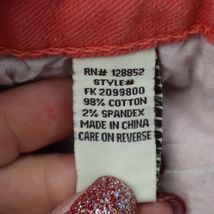 RN# 128852
STYLE#
FK 2099800
98% COTTON
2% SPANDEX
MADE IN CHINA
CARE ON REVERSE